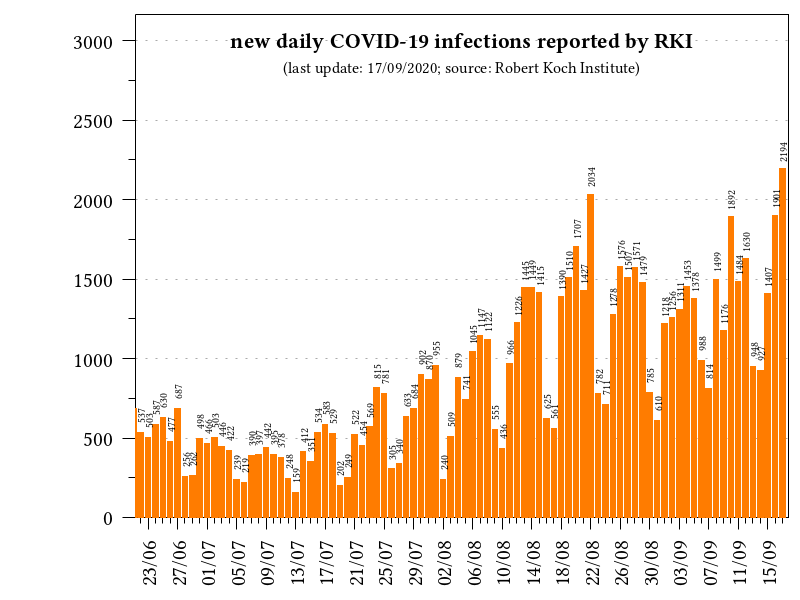 new daily COVID-19 infections reported by RKI
(last update: 17/09/2020; source: Robert Koch Institute)
3000
2500
2000
1500
1000
500
0
537 503 587 630 477 687 256 262 498 466 503 446 422 239 219 390 397 442 395 378 248 159 412 351 534 583 529 202 249 522 454 569 815 781 305 340 633 684 902 870 955 240 509 879 741 1045 1147 1122 555 436 966 1226 1445 1449 1415 625 561 1390 1510 1707 1427 2034 782 711 1278 1576 1507 1571 1479 785 610 1218 1256 1311 1453 1378 988 814 1499 1176 1892 1484 1630 948 927 1407 1901 2194
23/06 27/06 01/07 05/07 09/07 13/07 17/07 21/07 25/07 29/07 02/08 06/08 10/08 14/08 18/08 22/08 26/08 30/08 03/09 07/09 11/09 15/09